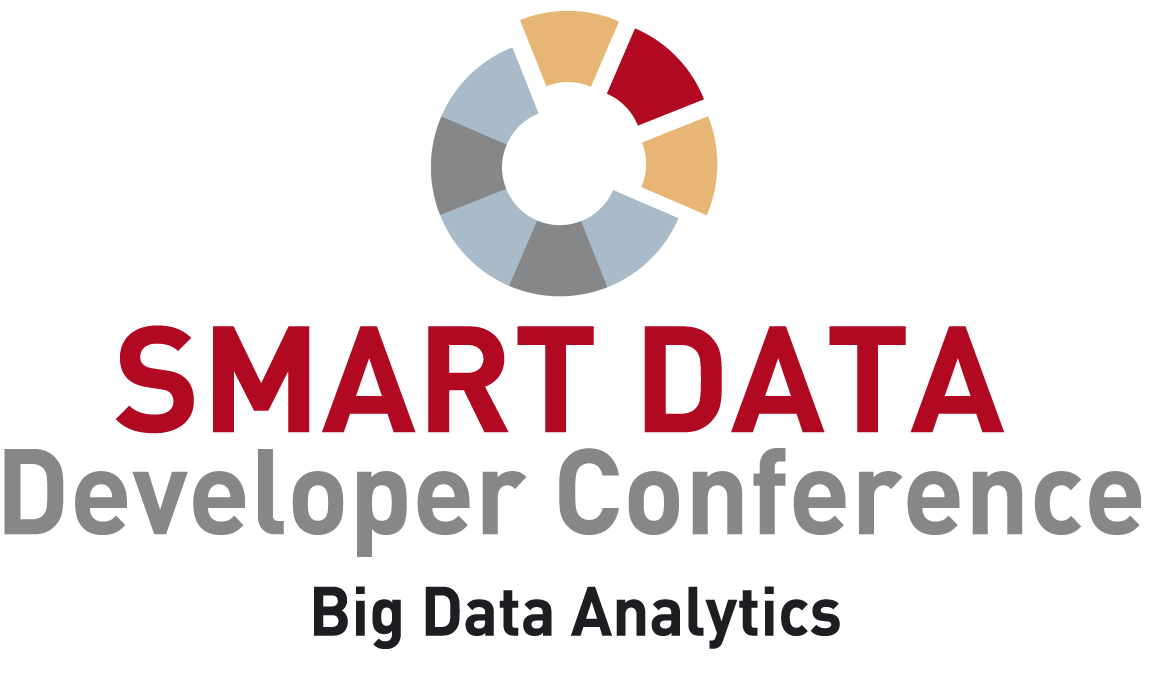 SMART DATA
Developer Conference
Big Data Analytics